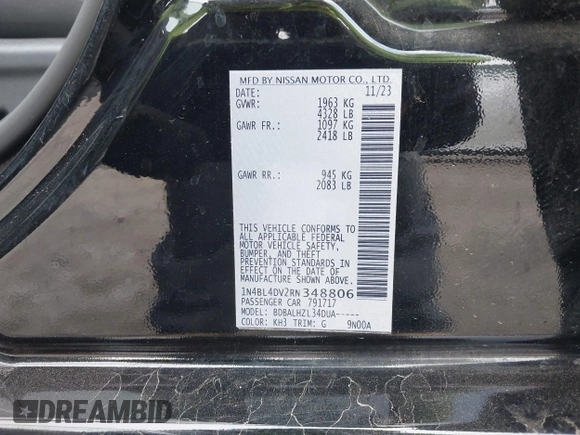 MFD BY NISSAN MOTOR CO., LTD.
DATE: 11/23
GVWR: 1963 KG
4328 LB
GAWR FR.: 1097 KG
2418 LB
GAWR RR.: 945 KG
2083 LB
THIS VEHICLE CONFORMS TO
ALL APPLICABLE FEDERAL
MOTOR VEHICLE SAFETY,
BUMPER, AND THEFT
PREVENTION STANDARDS IN
EFFECT ON THE DATE OF
MANUFACTURE SHOWN ABOVE.
1N4BL4DV2RN348806
PASSENGER CAR 791717
MODEL: BDBALHZL34DUA-----
COLOR: KH3 TRIM: G 9N00A
DREAMBID